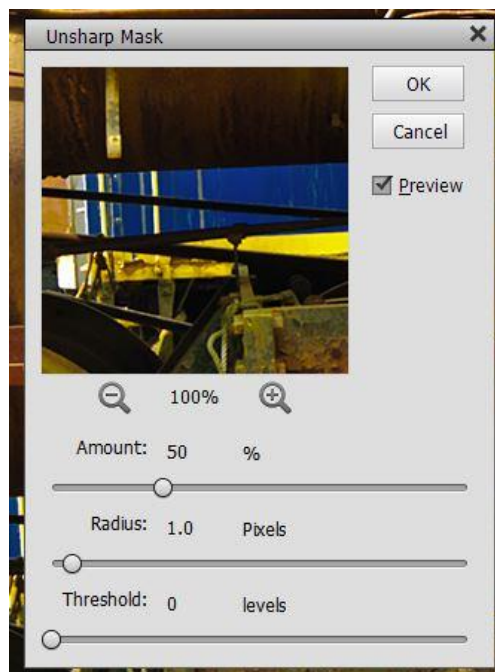 Unsharp Mask
OK
Cancel
Preview
100%
Amount: 50 %
Radius: 1.0 Pixels
Threshold: 0 levels